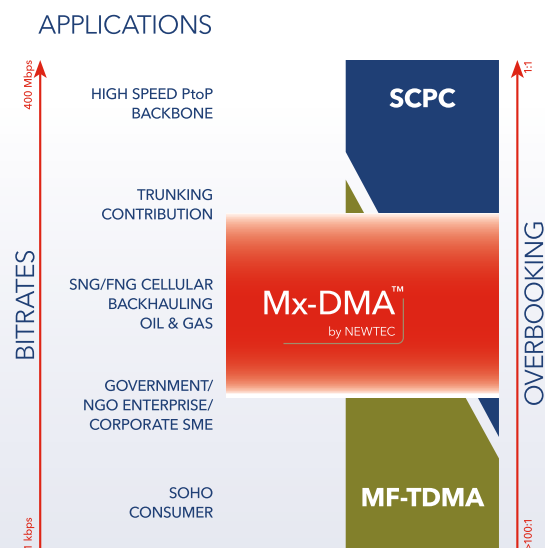 APPLICATIONS
400 Mbps
1:1
HIGH SPEED PtoP
BACKBONE
SCPC
TRUNKING
CONTRIBUTION
BITRATES
OVERBOOKING
SNG/FNG CELLULAR
BACKHAULING
OIL & GAS
Mx-DMA™
by NEWTEC
GOVERNMENT/
NGO ENTERPRISE/
CORPORATE SME
SOHO
CONSUMER
MF-TDMA
1 kbps
>100:1